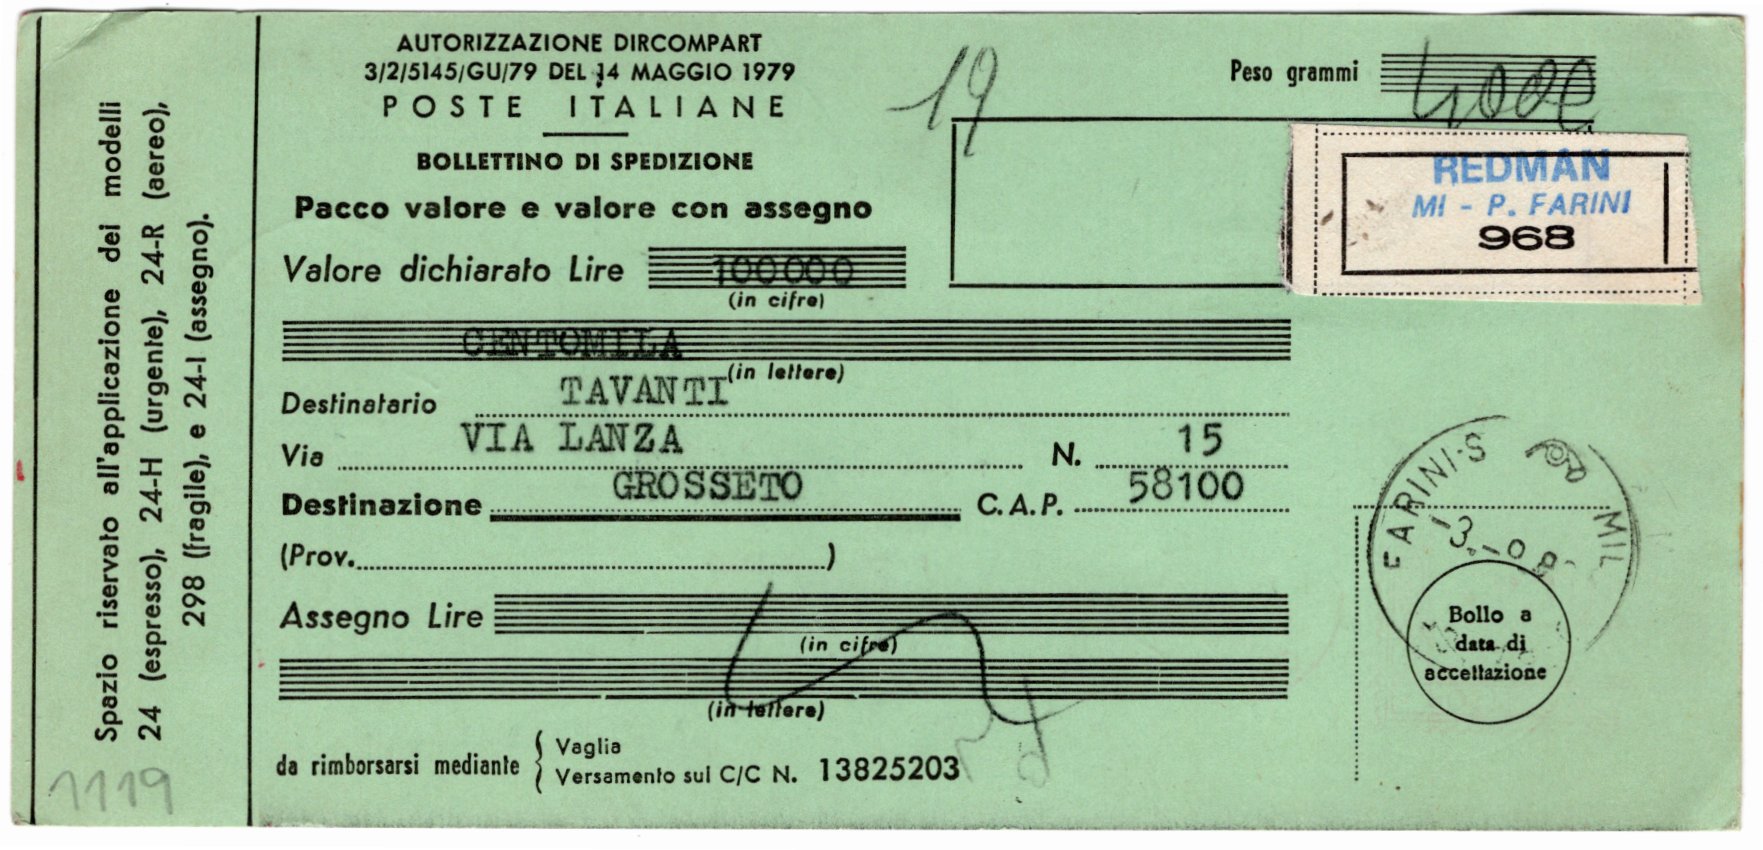 AUTORIZZAZIONE DIRCOMPART
3/2/5145/GU/79 DEL 14 MAGGIO 1979
POSTE ITALIANE
BOLLETTINO DI SPEDIZIONE
Pacco valore e valore con assegno
Valore dichiarato Lire 100000
(in cifre)
CENTOMILA
(in lettere)
Destinatario TAVANTI
Via VIA LANZA N. 15
Destinazione GROSSETO C.A.P. 58100
(Prov. )
Assegno Lire
(in cifre)
(in lettere)
da rimborsarsi mediante { Vaglia
Versamento sul C/C N. 13825203
19
Peso grammi
REDMAN
MI - P. FARINI
968
FARINI-S MIL
-3.-
Bollo a
data di
accettazione
Spazio riservato all'applicazione dei modelli
24 (espresso), 24-H (urgente), 24-R (aereo),
298 (fragile), e 24-I (assegno).
1119